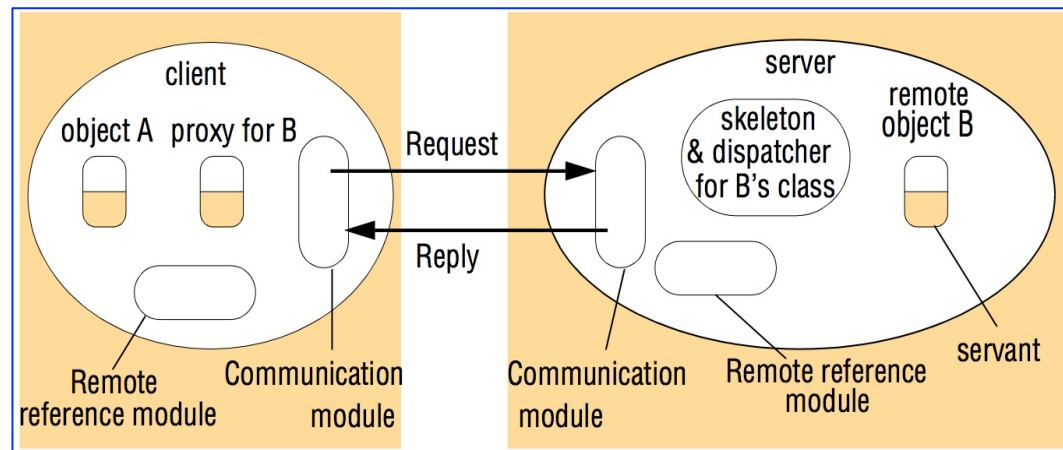 client
object A
proxy for B
Request
Reply
Remote
reference module
Communication
module
server
skeleton
& dispatcher
for B's class
remote
object B
Communication
module
Remote reference
module
servant